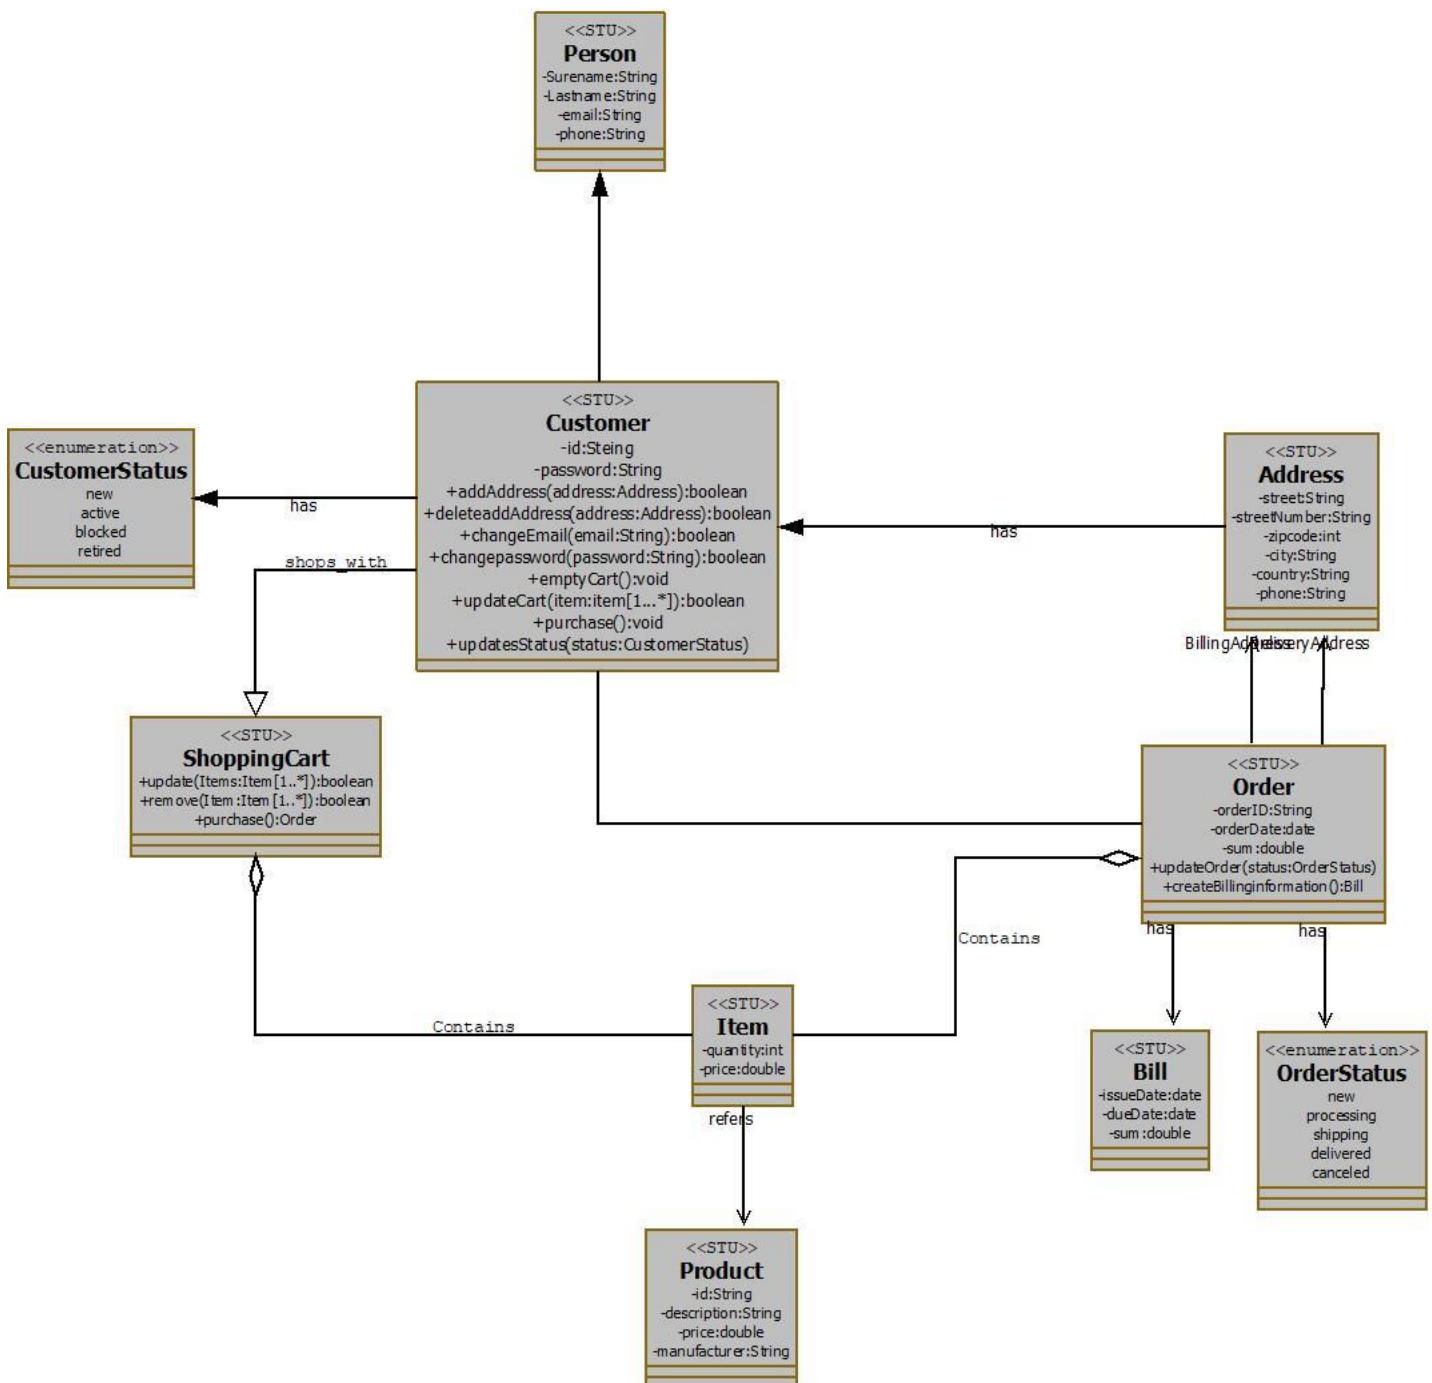 <<STU>>
Person
-Surename:String
-Lastname:String
-email:String
-phone:String
<<STU>>
Customer
-id:Steing
-password:String
+addAddress(address:Address):boolean
+deleteaddAddress(address:Address):boolean
+changeEmail(email:String):boolean
+changepassword(password:String):boolean
+emptyCart():void
+updateCart(item:item[1...*]):boolean
+purchase():void
+updatesStatus(status:CustomerStatus)
<<enumeration>>
CustomerStatus
new
active
blocked
retired
has
shops_with
has
<<STU>>
Address
-street:String
-streetNumber:String
-zipcode:int
-city:String
-country:String
-phone:String
BillingAddress
DeliveryAddress
<<STU>>
ShoppingCart
+update(Items:Item[1..*]):boolean
+remove(Item:Item[1..*]):boolean
+purchase():Order
<<STU>>
Order
-orderID:String
-orderDate:date
-sum:double
+updateOrder(status:OrderStatus)
+createBillinginformation():Bill
has
has
Contains
Contains
<<STU>>
Item
-quantity:int
-price:double
refers
<<STU>>
Bill
-issueDate:date
-dueDate:date
-sum:double
<<enumeration>>
OrderStatus
new
processing
shipping
delivered
canceled
<<STU>>
Product
-id:String
-description:String
-price:double
-manufacturer:String